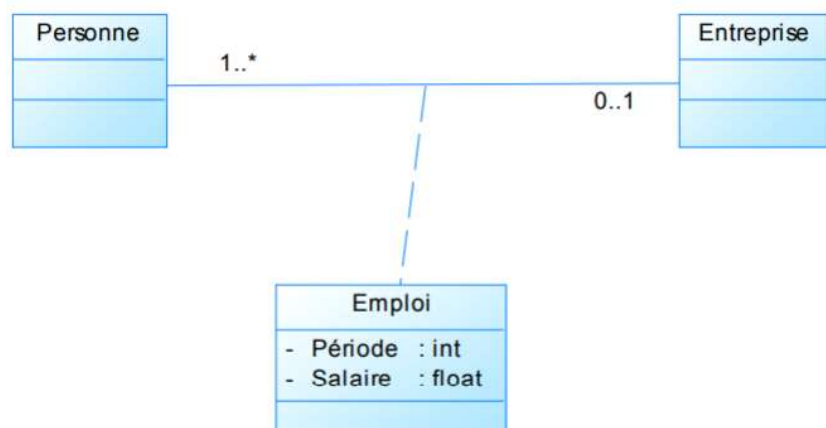 Personne
Entreprise
1..*
0..1
Emploi
- Période : int
- Salaire : float